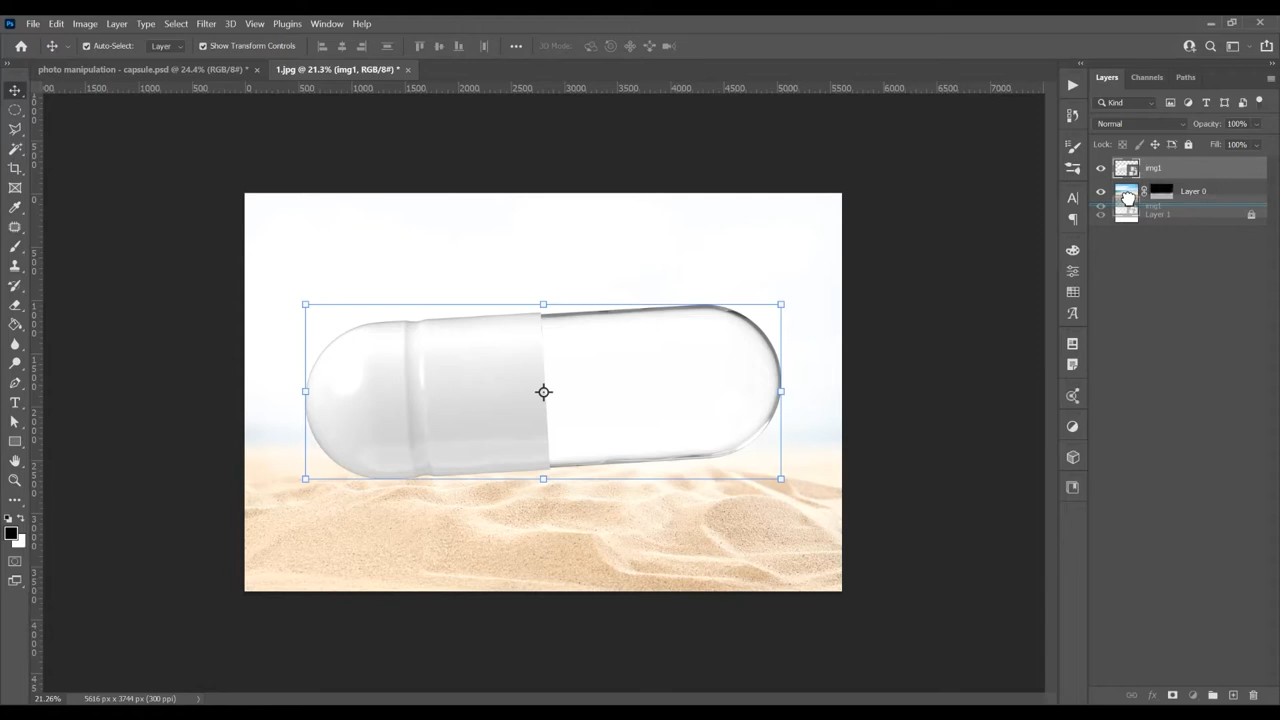 Ps File Edit Image Layer Type Select Filter 3D View Plugins Window Help
Auto-Select: Layer Show Transform Controls 3D Mode:
photo manipulation - capsule.psd @ 24.4% (RGB/8#) * × 1.jpg @ 21.3% (img1, RGB/8#) * ×
00 1500 1000 500 0 500 1000 1500 2000 2500 3000 3500 4000 4500 5000 5500 6000 6500 7000
Layers Channels Paths
Kind
Normal Opacity: 100%
Lock: Fill: 100%
img1
Layer 0
img1
Layer 1
21.26% 5616 px x 3744 px (300 ppi)